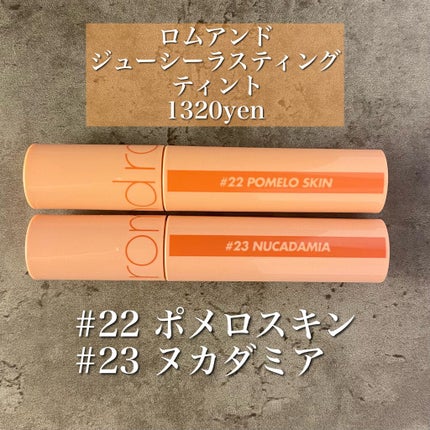 ロムアンド
ジューシーラスティング
ティント
1320yen
romdro
#22 POMELO SKIN
rom
#23 NUCADAMIA
#22 ポメロスキン
#23 ヌカダミア